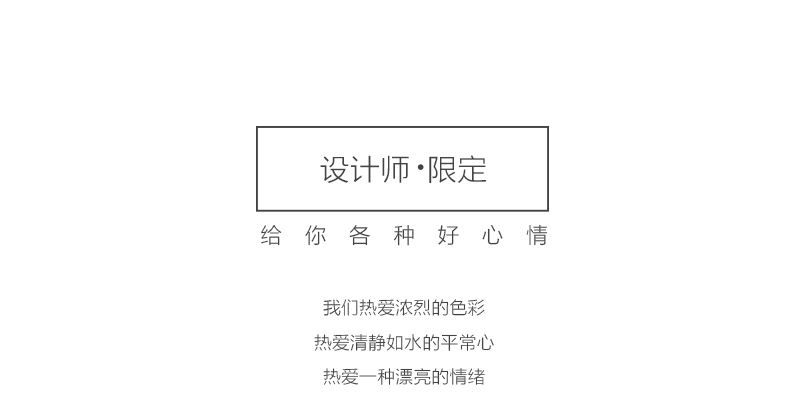 设计师·限定
给你各种好心情
我们热爱浓烈的色彩
热爱清静如水的平常心
热爱一种漂亮的情绪